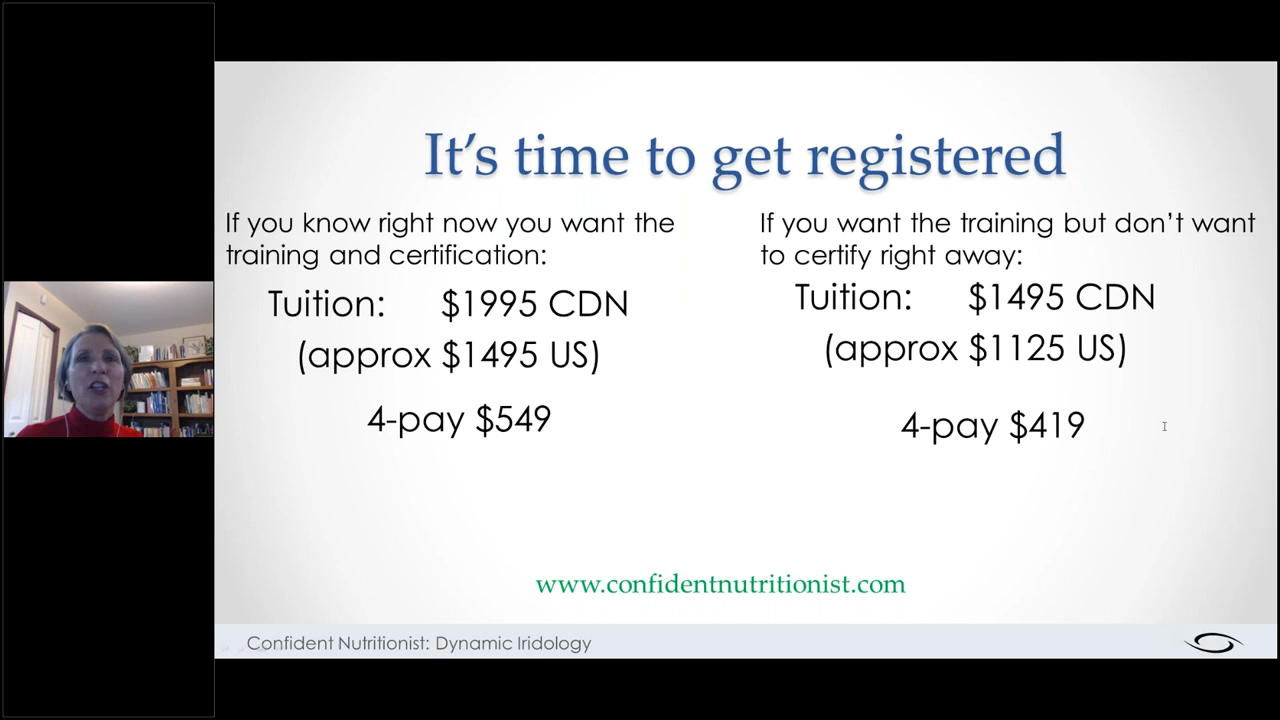 It's time to get registered
If you know right now you want the
training and certification:
Tuition: $1995 CDN
(approx $1495 US)
4-pay $549
If you want the training but don't want
to certify right away:
Tuition: $1495 CDN
(approx $1125 US)
4-pay $419
www.confidentnutritionist.com
Confident Nutritionist: Dynamic Iridology